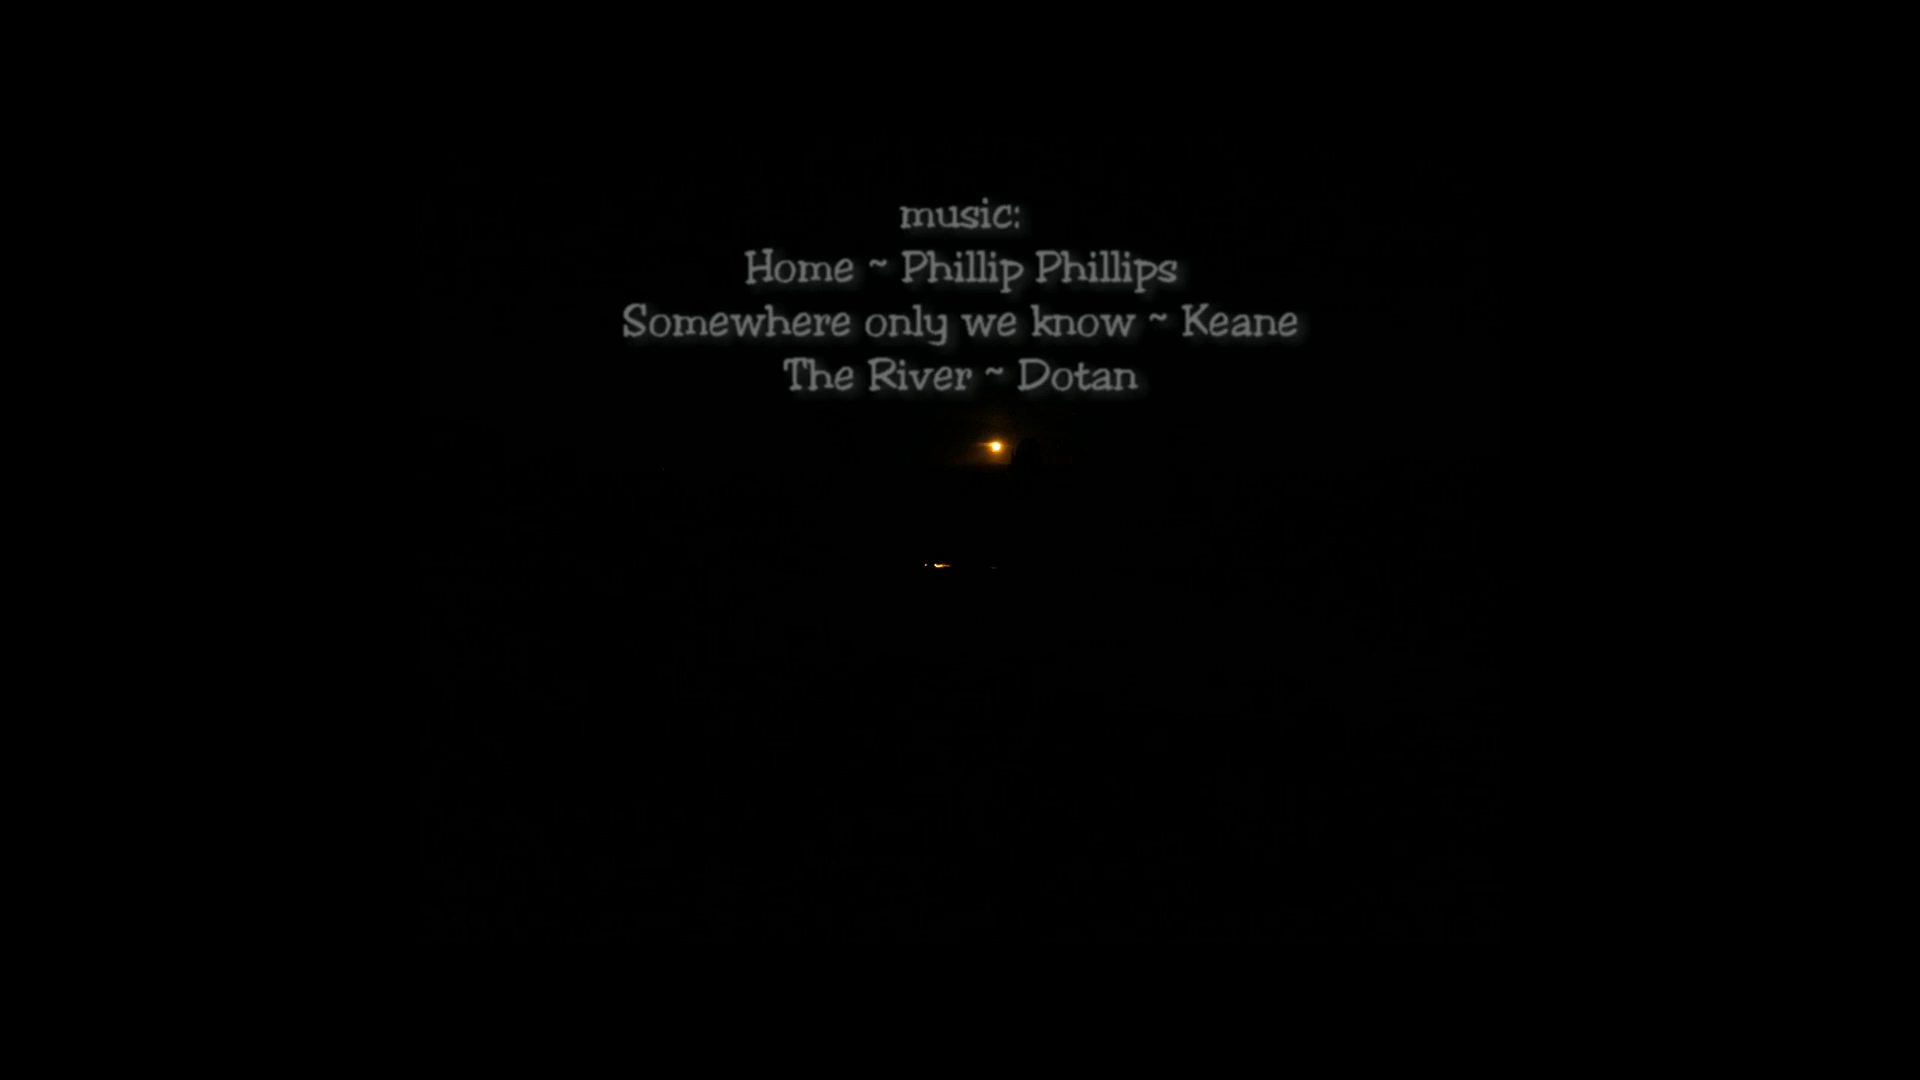 music:
Home ~ Phillip Phillips
Somewhere only we know ~ Keane
The River ~ Dotan